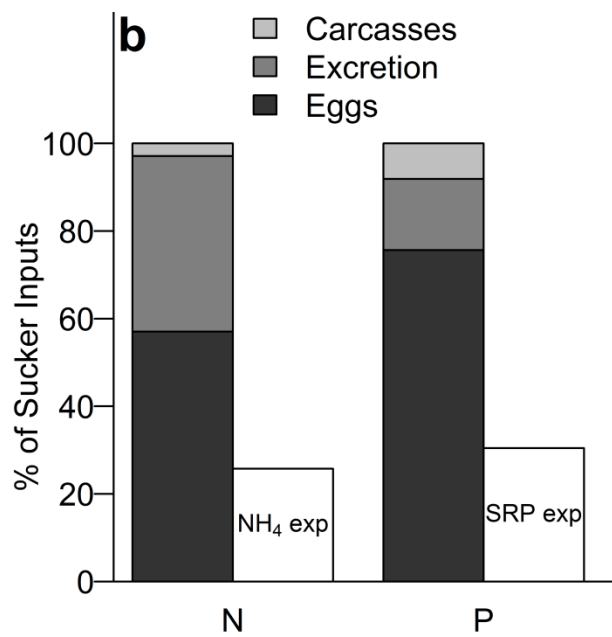 b
Carcasses
Excretion
Eggs
% of Sucker Inputs
100
80
60
40
20
0
NH₄ exp
SRP exp
N
P